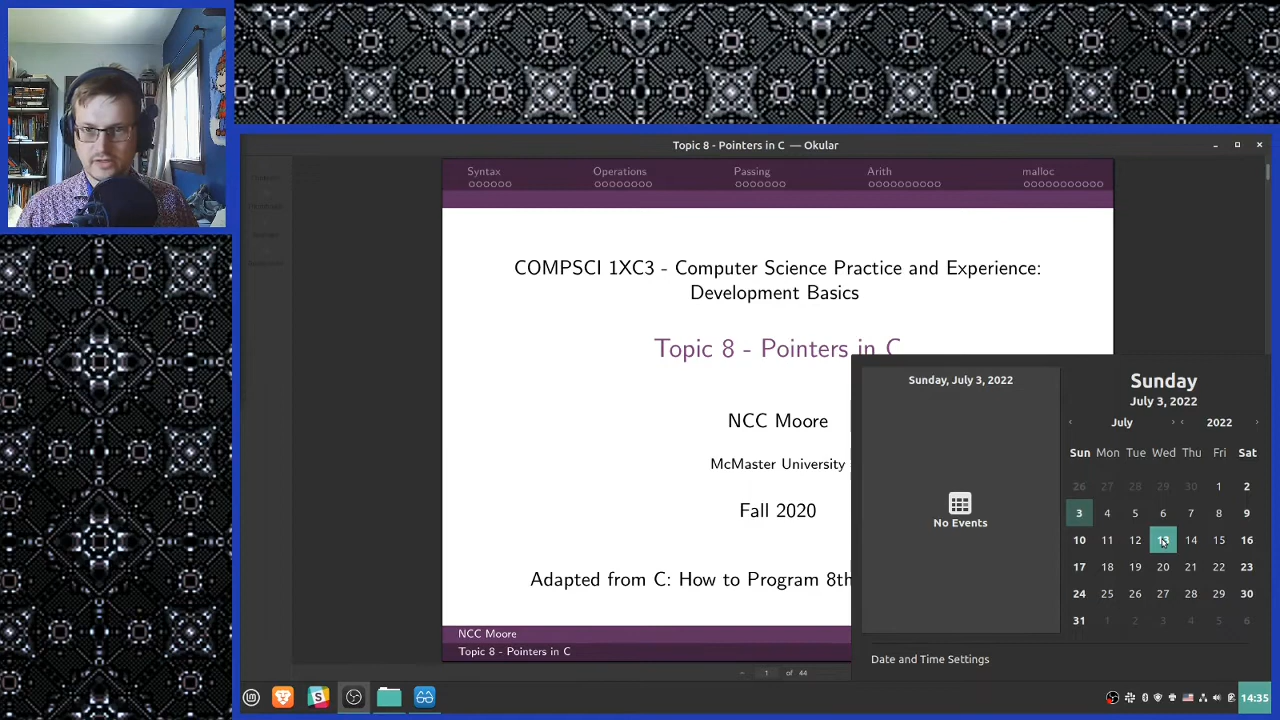 Topic 8 - Pointers in C — Okular
Syntax Operations Passing Arith malloc
COMPSCI 1XC3 - Computer Science Practice and Experience:
Development Basics
Topic 8 - Pointers in C
NCC Moore
McMaster University
Fall 2020
Adapted from C: How to Program 8th
NCC Moore
Topic 8 - Pointers in C
1 of 44
Sunday, July 3, 2022
No Events
Sunday
July 3, 2022
July 2022
Sun Mon Tue Wed Thu Fri Sat
26 27 28 29 30 1 2
3 4 5 6 7 8 9
10 11 12 13 14 15 16
17 18 19 20 21 22 23
24 25 26 27 28 29 30
31 1 2 3 4 5 6
Date and Time Settings
14:35